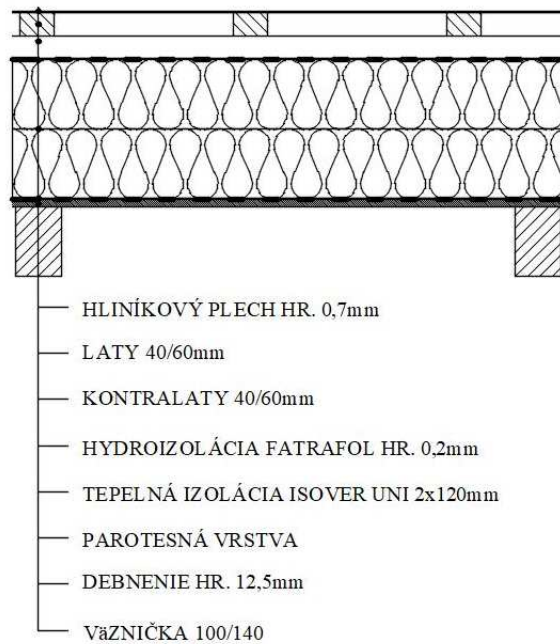 HLINÍKOVÝ PLECH HR. 0,7mm
LATY 40/60mm
KONTRALATY 40/60mm
HYDROIZOLÁCIA FATRAFOL HR. 0,2mm
TEPELNÁ IZOLÁCIA ISOVER UNI 2x120mm
PAROTESNÁ VRSTVA
DEBNENIE HR. 12,5mm
VäZNIČKA 100/140